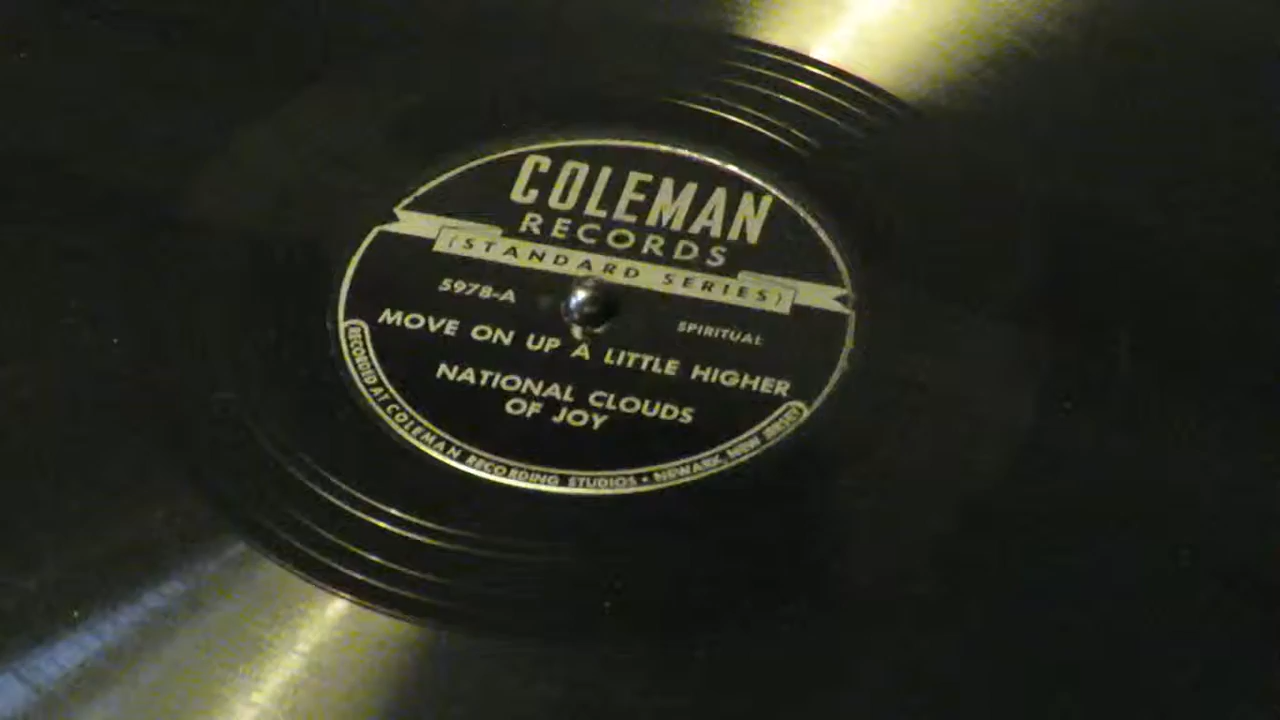 COLEMAN
RECORDS
(STANDARD SERIES)
5978-A
SPIRITUAL
MOVE ON UP A LITTLE HIGHER
NATIONAL CLOUDS
OF JOY
RECORDED AT COLEMAN RECORDING STUDIOS • NEWARK, NEW JERSEY